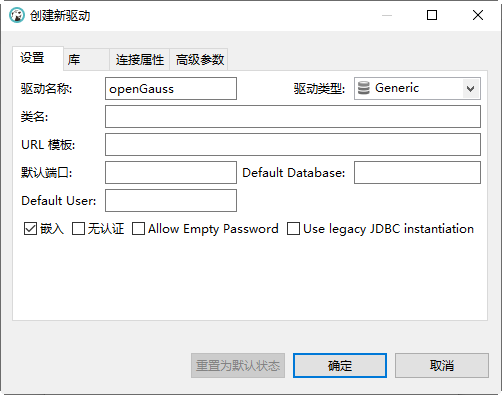 创建新驱动
设置 库 连接属性 高级参数
驱动名称: openGauss 驱动类型: Generic
类名:
URL 模板:
默认端口: Default Database:
Default User:
嵌入 无认证 Allow Empty Password Use legacy JDBC instantiation
重置为默认状态 确定 取消